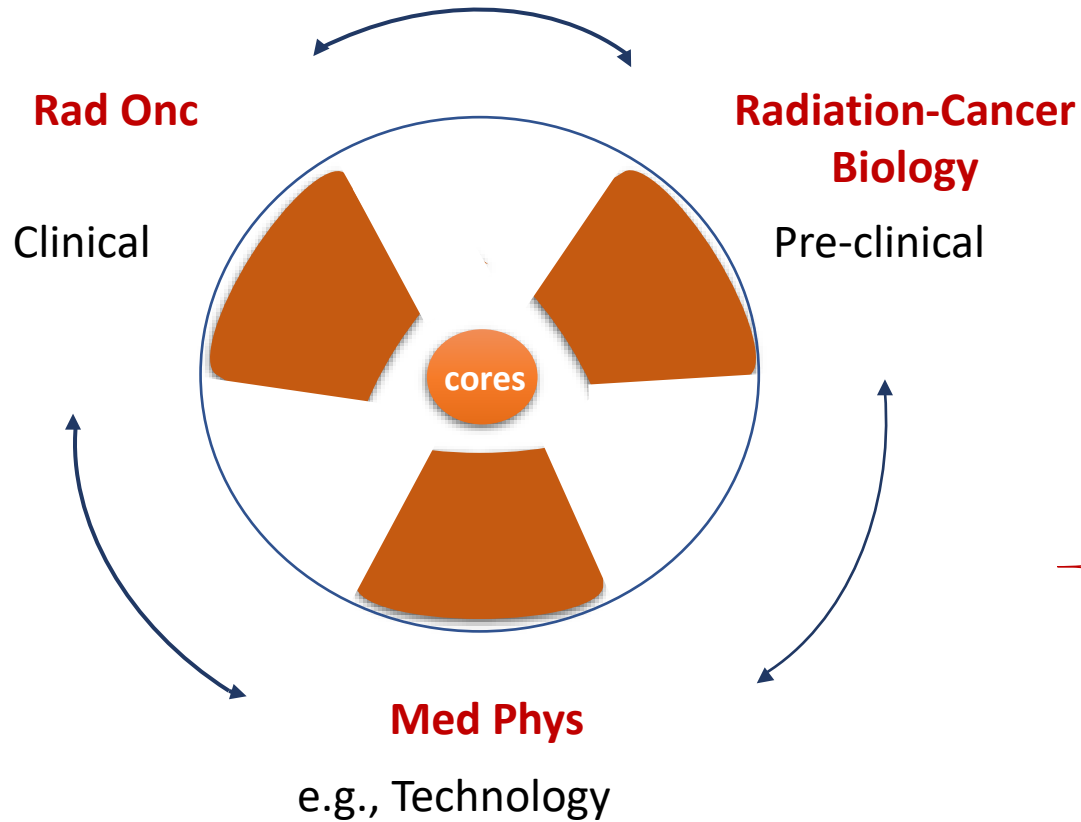 Rad Onc
Clinical
Radiation-Cancer
Biology
Pre-clinical
cores
Med Phys
e.g., Technology